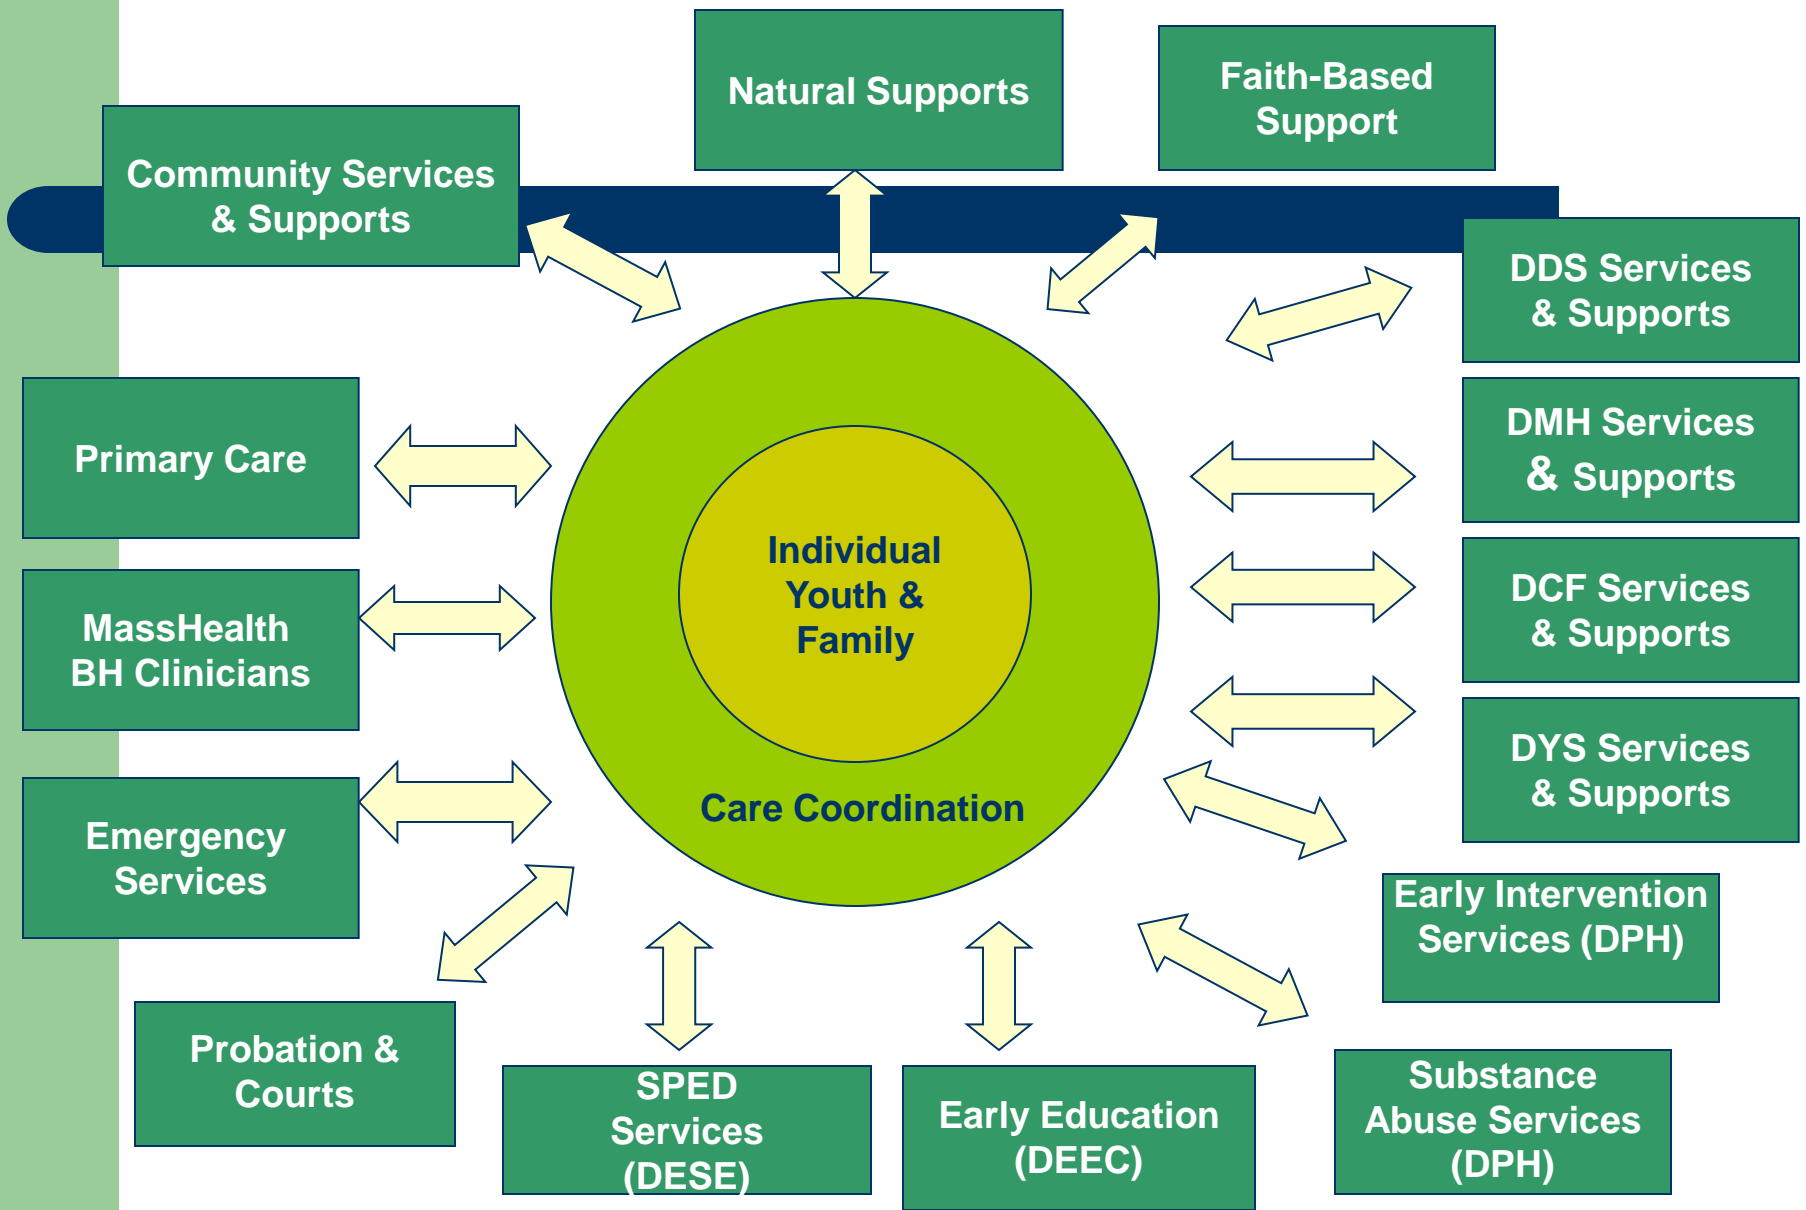 Natural Supports
Faith-Based
Support
Community Services
& Supports
DDS Services
& Supports
Primary Care
DMH Services
& Supports
Individual
Youth &
Family
MassHealth
BH Clinicians
DCF Services
& Supports
DYS Services
& Supports
Care Coordination
Emergency
Services
Early Intervention
Services (DPH)
Probation &
Courts
SPED
Services
(DESE)
Early Education
(DEEC)
Substance
Abuse Services
(DPH)